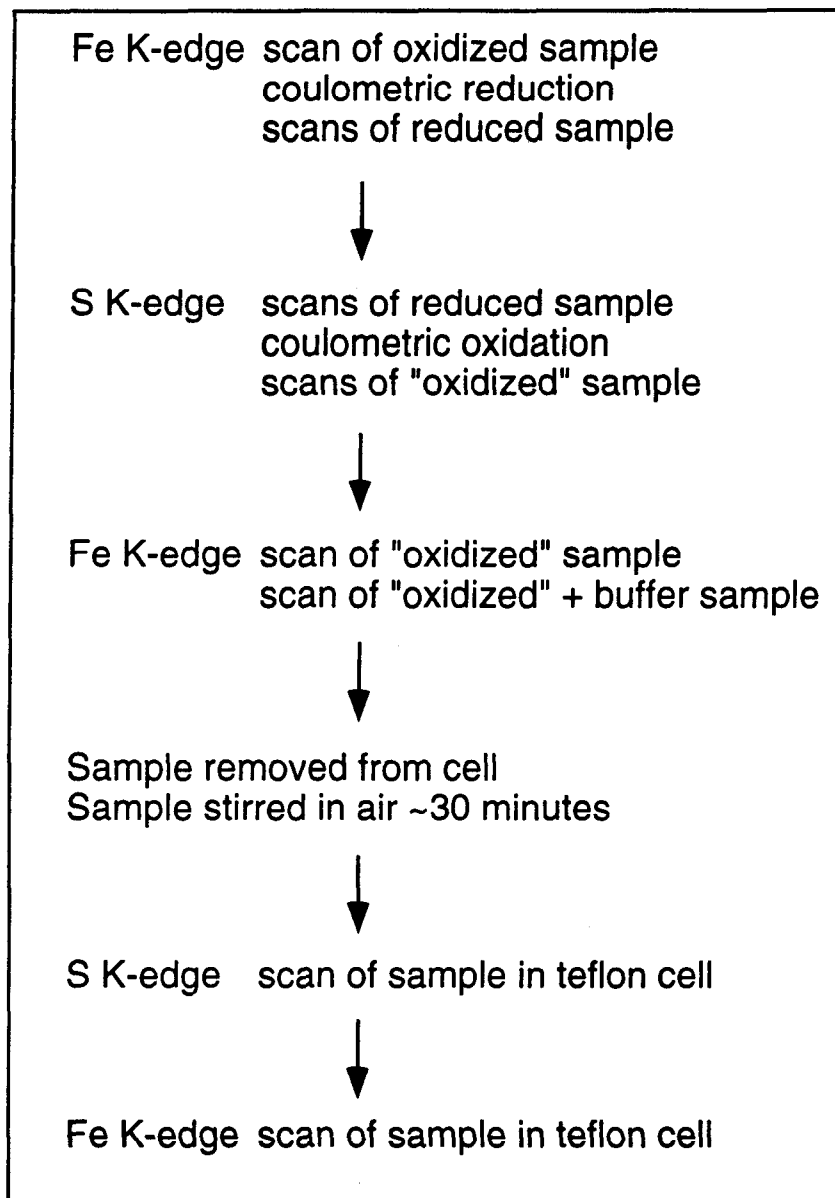 Fe K-edge scan of oxidized sample
coulometric reduction
scans of reduced sample
S K-edge scans of reduced sample
coulometric oxidation
scans of "oxidized" sample
Fe K-edge scan of "oxidized" sample
scan of "oxidized" + buffer sample
Sample removed from cell
Sample stirred in air ~30 minutes
S K-edge scan of sample in teflon cell
Fe K-edge scan of sample in teflon cell